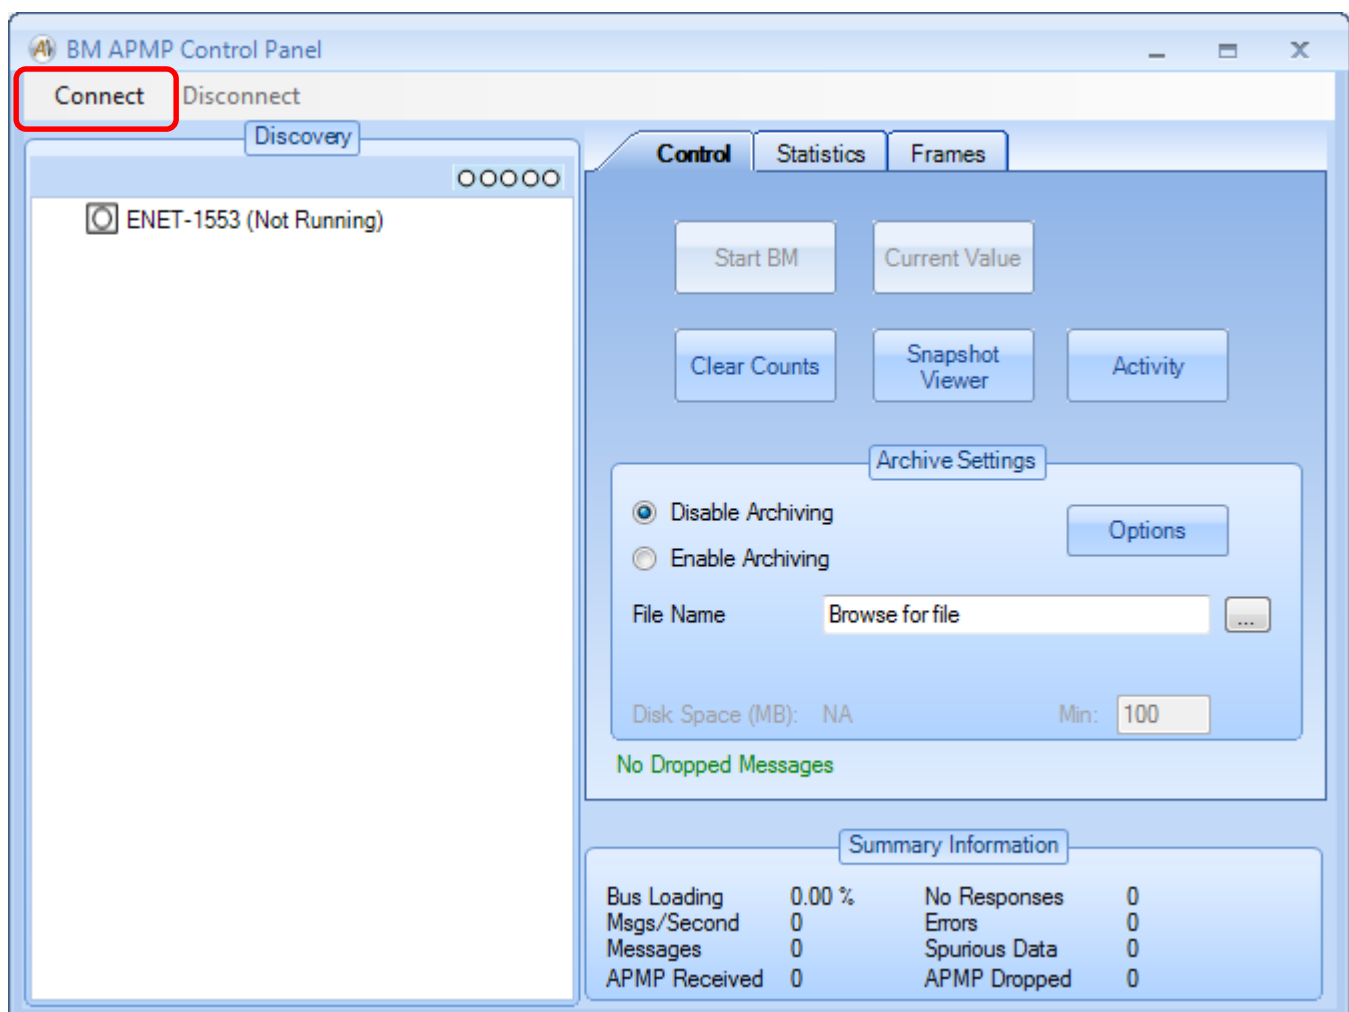 BM APMP Control Panel
Connect Disconnect
Discovery
ENET-1553 (Not Running)
Control Statistics Frames
Start BM Current Value
Clear Counts Snapshot Viewer Activity
Archive Settings
Disable Archiving
Options
Enable Archiving
File Name Browse for file ...
Disk Space (MB): NA Min: 100
No Dropped Messages
Summary Information
Bus Loading 0.00 % No Responses 0
Msgs/Second 0 Errors 0
Messages 0 Spurious Data 0
APMP Received 0 APMP Dropped 0